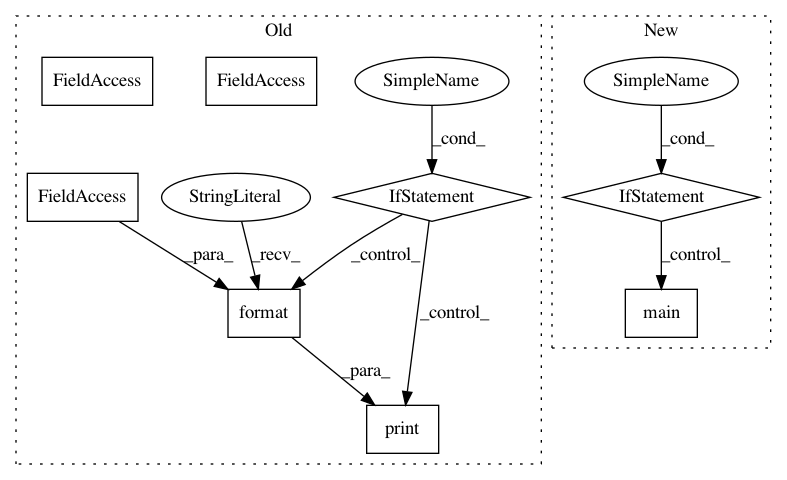 Old
New
FieldAccess
FieldAccess
SimpleName
SimpleName
_cond_
_cond_
FieldAccess
StringLiteral
IfStatement
IfStatement
_para_
_recv_
_control_
_control_
_control_
format
main
_para_
print